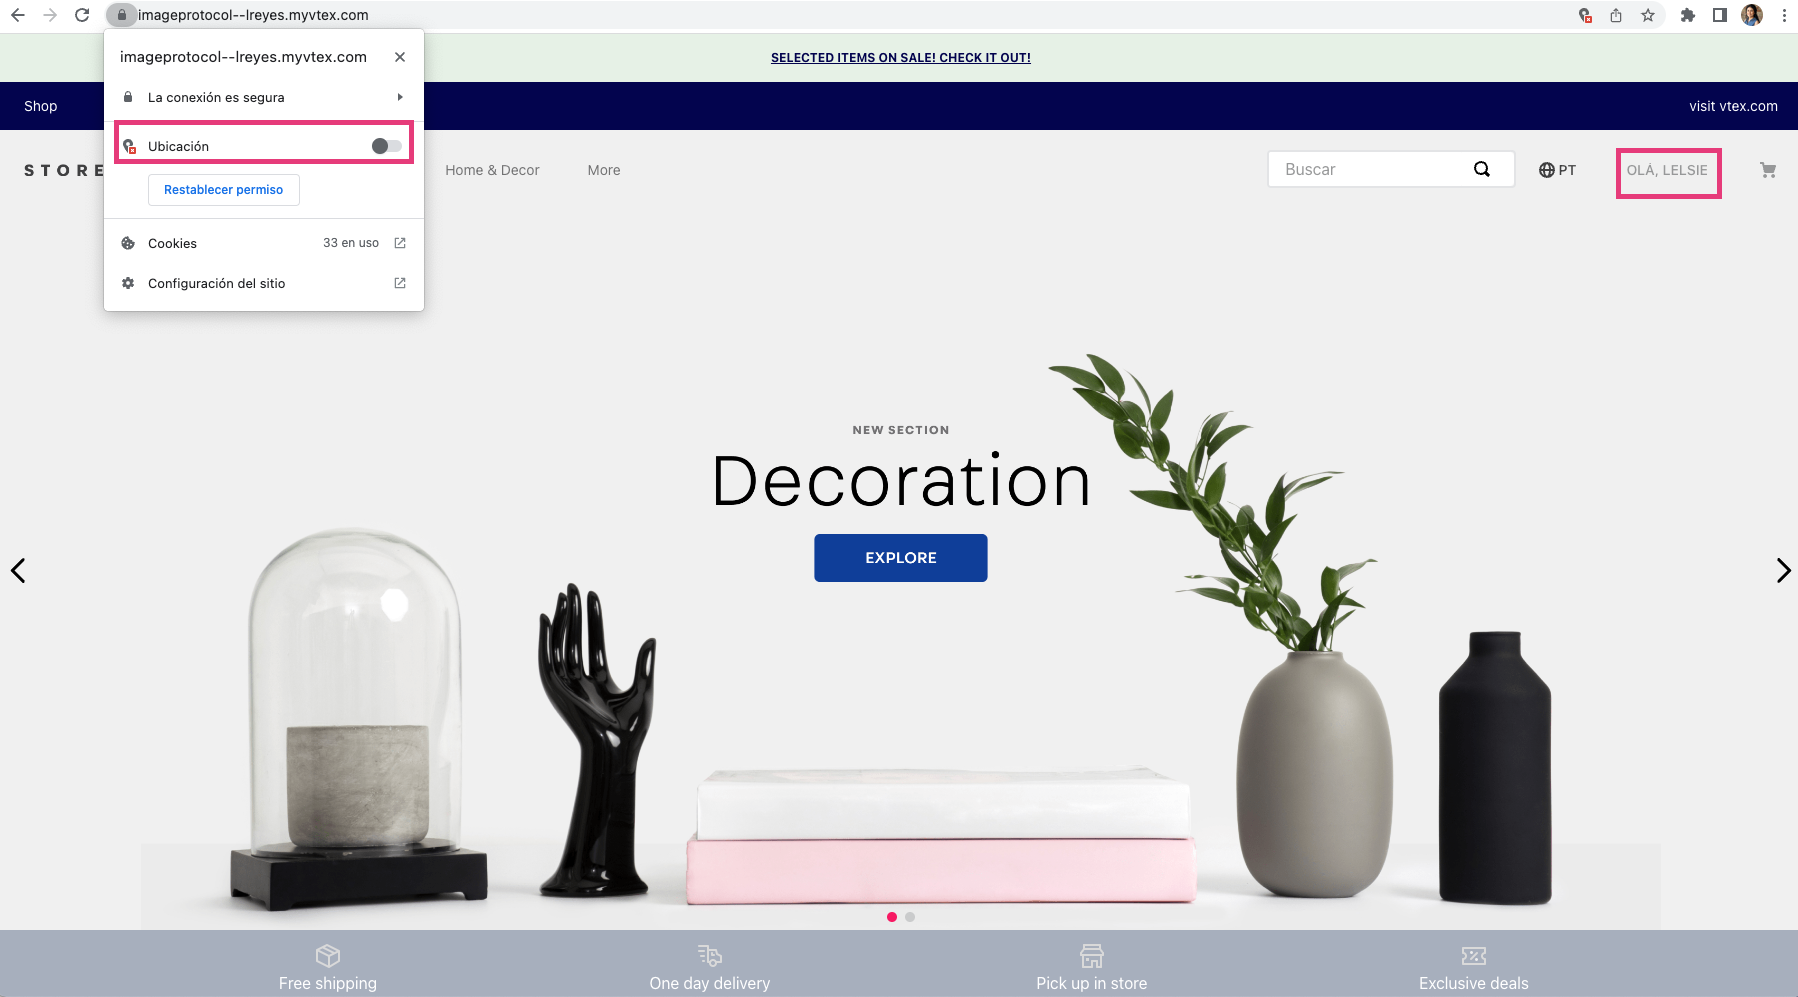 imageprotocol--lreyes.myvtex.com
imageprotocol--lreyes.myvtex.com
La conexión es segura
Ubicación
Restablecer permiso
Cookies 33 en uso
Configuración del sitio
SELECTED ITEMS ON SALE! CHECK IT OUT!
Shop
visit vtex.com
STORE
Home & Decor
More
Buscar
PT
OLÁ, LELSIE
NEW SECTION
Decoration
EXPLORE
Free shipping
One day delivery
Pick up in store
Exclusive deals